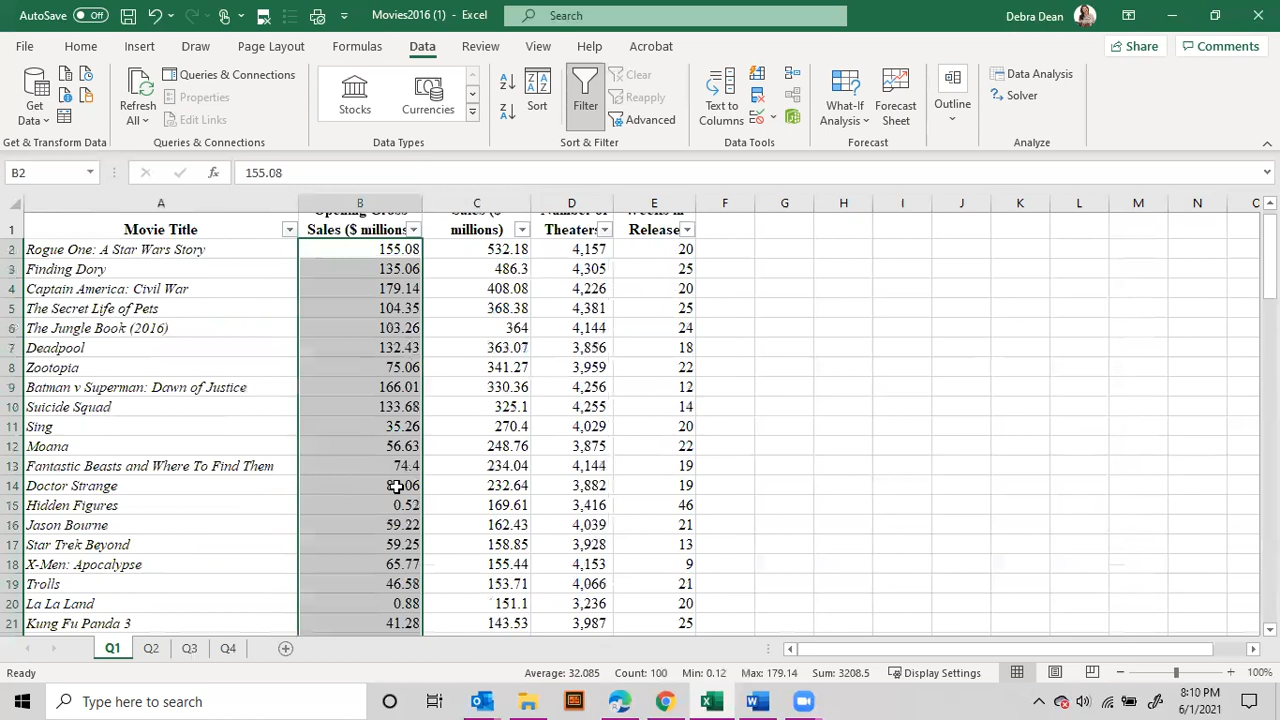 AutoSave Off Movies2016 (1) - Excel Search Debra Dean
File Home Insert Draw Page Layout Formulas Data Review View Help Acrobat Share Comments
Get Data Refresh All Queries & Connections Properties Edit Links Stocks Currencies Sort Filter Clear Reapply Advanced Text to Columns What-If Analysis Forecast Sheet Outline Data Analysis Solver
Get & Transform Data Queries & Connections Data Types Sort & Filter Data Tools Forecast Analyze
B2 fx 155.08
A B C D E F G H I J K L M N
Opening Gross Sales ($ Number of Weeks in
1 Movie Title Sales ($ millions millions) Theaters Release
2 Rogue One: A Star Wars Story 155.08 532.18 4,157 20
3 Finding Dory 135.06 486.3 4,305 25
4 Captain America: Civil War 179.14 408.08 4,226 20
5 The Secret Life of Pets 104.35 368.38 4,381 25
6 The Jungle Book (2016) 103.26 364 4,144 24
7 Deadpool 132.43 363.07 3,856 18
8 Zootopia 75.06 341.27 3,959 22
9 Batman v Superman: Dawn of Justice 166.01 330.36 4,256 12
10 Suicide Squad 133.68 325.1 4,255 14
11 Sing 35.26 270.4 4,029 20
12 Moana 56.63 248.76 3,875 22
13 Fantastic Beasts and Where To Find Them 74.4 234.04 4,144 19
14 Doctor Strange 232.64 3,882 19
15 Hidden Figures 0.52 169.61 3,416 46
16 Jason Bourne 59.22 162.43 4,039 21
17 Star Trek Beyond 59.25 158.85 3,928 13
18 X-Men: Apocalypse 65.77 155.44 4,153 9
19 Trolls 46.58 153.71 4,066 21
20 La La Land 0.88 151.1 3,236 20
21 Kung Fu Panda 3 41.28 143.53 3,987 25
Q1 Q2 Q3 Q4
Ready Average: 32.085 Count: 100 Min: 0.12 Max: 179.14 Sum: 3208.5 Display Settings 100%
Type here to search 8:10 PM
6/1/2021